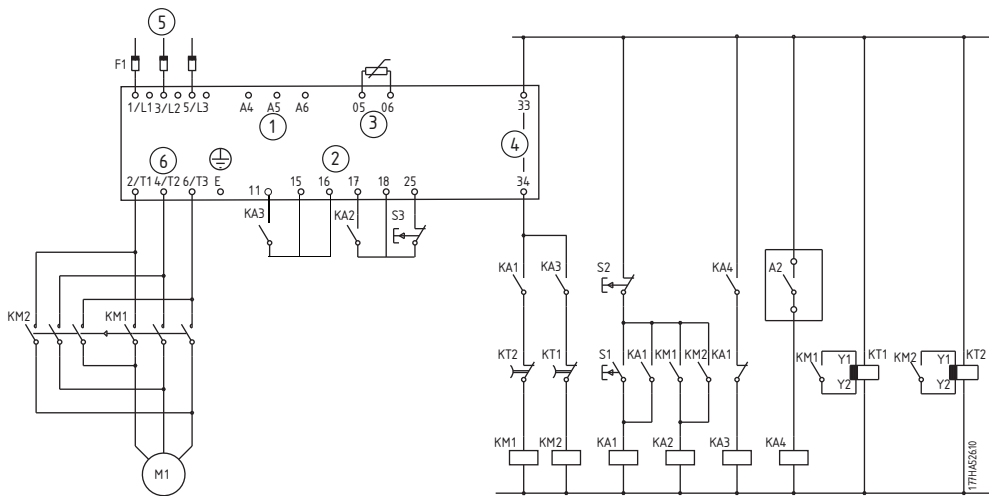 5
F1
1/L1 3/L2 5/L3 A4 A5 A6 05 06 33
1 3
4
6 2
2/T1 4/T2 6/T3 E 11 15 16 17 18 25 34
KA3 KA2 S3
KA1 KA3 S2 KA4 A2
KM2 KM1
KT2 KT1 S1 KA1 KM1 KM2 KA1 KM1 Y1 KT1 KM2 Y1 KT2
Y2 Y2
KM1 KM2 KA1 KA2 KA3 KA4
M1
177HA52610